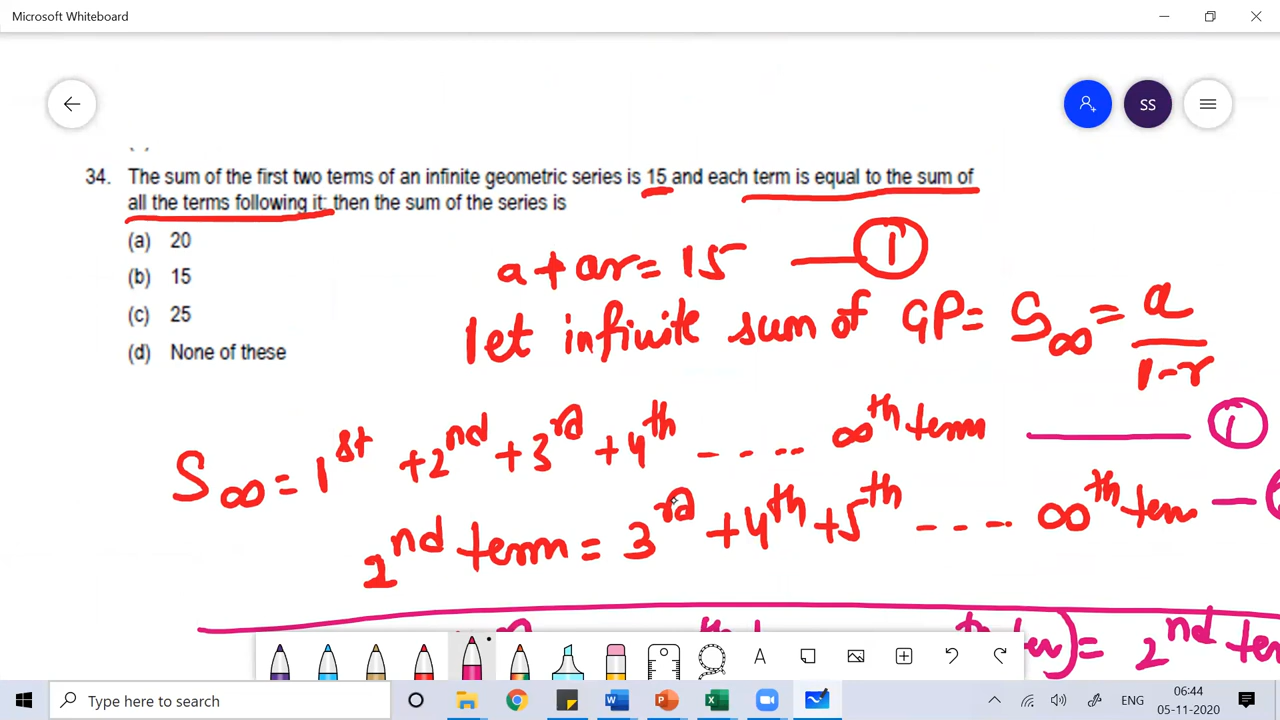 Microsoft Whiteboard
SS
34. The sum of the first two terms of an infinite geometric series is 15 and each term is equal to the sum of
all the terms following it; then the sum of the series is
(a) 20
(b) 15
(c) 25
(d) None of these
a + ar = 15 — 1
let infinite sum of GP = S∞ = a/1-r
S∞ = 1st + 2nd + 3rd + 4th - - - - - - ∞th term — 1
2nd term = 3rd + 4th + 5th - - - - ∞th term —
= 2nd
A
Type here to search
ENG
06:44
05-11-2020